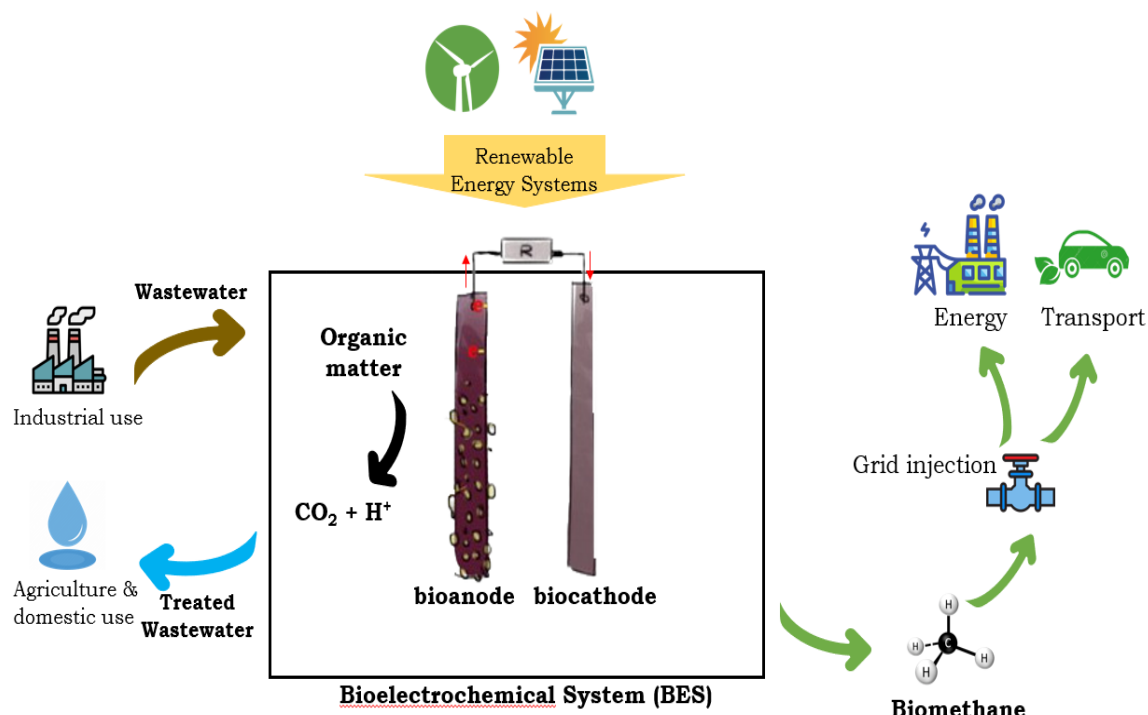 Renewable
Energy Systems
R
Wastewater
Industrial use
Organic
matter
e
e
CO₂ + H⁺
bioanode
biocathode
Agriculture &
domestic use
Treated
Wastewater
Bioelectrochemical System (BES)
Energy
Transport
Grid injection
H
H
C
H
H
Biomethane